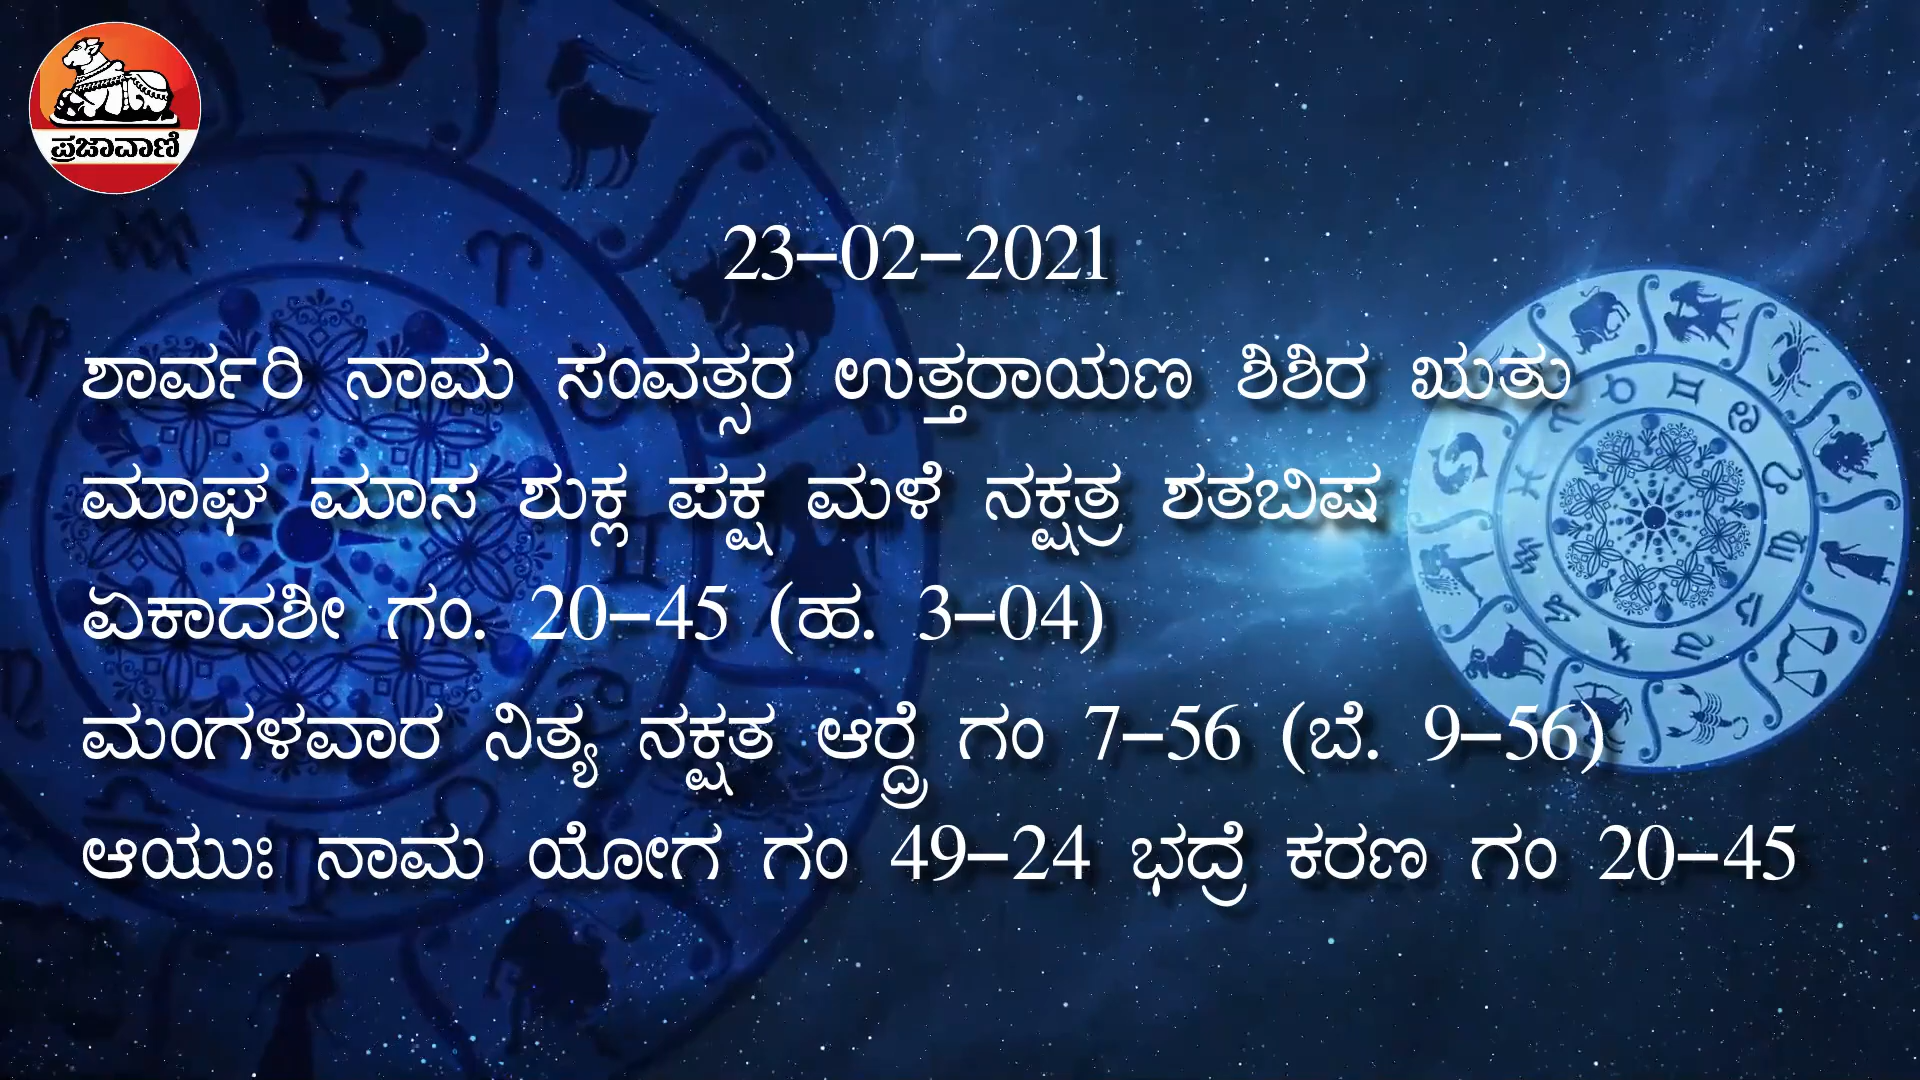 ಪ್ರಜಾವಾಣಿ
23-02-2021
ಶಾರ್ವರಿ ನಾಮ ಸಂವತ್ಸರ ಉತ್ತರಾಯಣ ಶಿಶಿರ ಋತು
ಮಾಘ ಮಾಸ ಶುಕ್ಲ ಪಕ್ಷ ಮಳೆ ನಕ್ಷತ್ರ ಶತಬಿಷ
ಏಕಾದಶೀ ಗಂ. 20-45 (ಹ. 3-04)
ಮಂಗಳವಾರ ನಿತ್ಯ ನಕ್ಷತ ಆರ್‍ದ್ರೆ ಗಂ 7-56 (ಬೆ. 9-56)
ಆಯುಃ ನಾಮ ಯೋಗ ಗಂ 49-24 ಭದ್ರೆ ಕರಣ ಗಂ 20-45